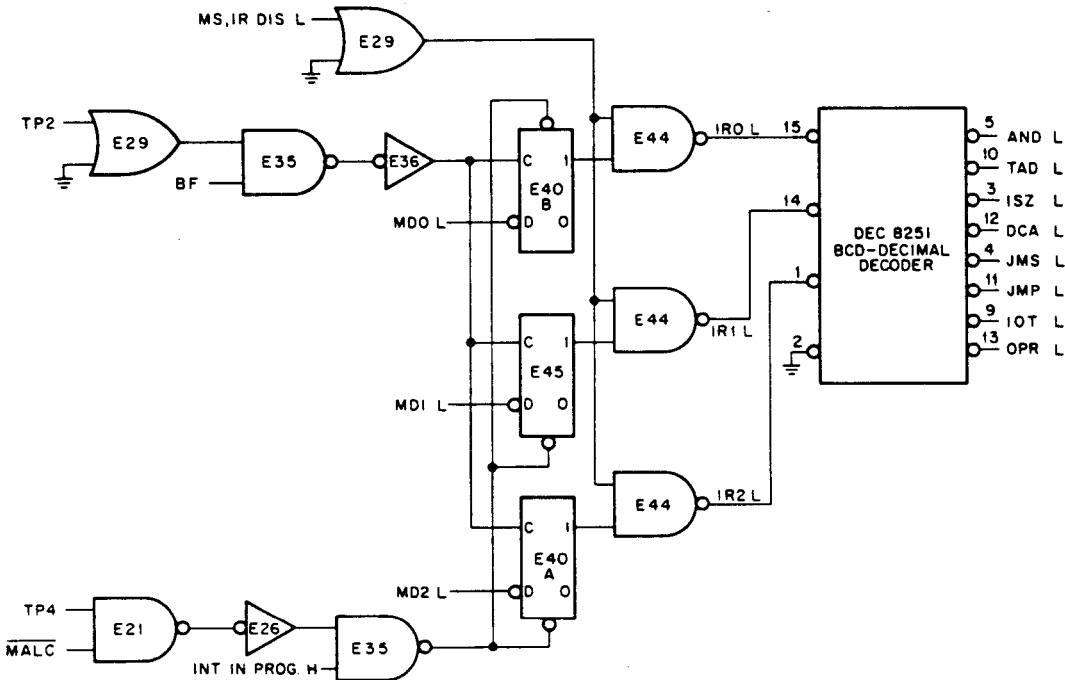 MS, IR DIS L
E29
TP2
E29
E35
BF
E36
C 1
E40
B
D 0
MD0 L
E44
IR0 L
15
14
1
2
DEC 8251
BCD-DECIMAL
DECODER
5 AND L
10 TAD L
3 ISZ L
12 DCA L
4 JMS L
11 JMP L
9 IOT L
13 OPR L
E44
IR1 L
C 1
E45
D 0
MD1 L
E44
IR2 L
C 1
E40
A
D 0
MD2 L
TP4
MALC
E21
E26
E35
INT IN PROG. H